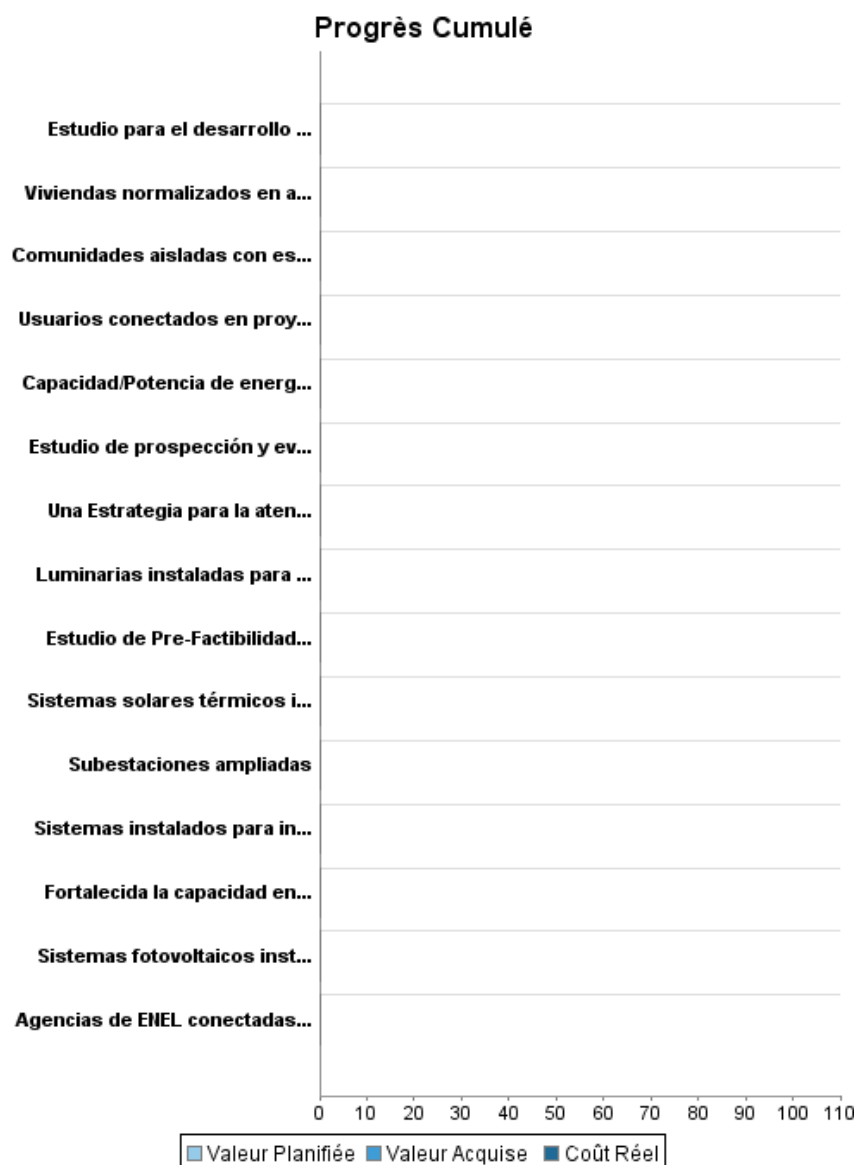 Progrès Cumulé
Estudio para el desarrollo ...
Viviendas normalizados en a...
Comunidades aisladas con es...
Usuarios conectados en proy...
Capacidad/Potencia de energ...
Estudio de prospección y ev...
Una Estrategia para la aten...
Luminarias instaladas para ...
Estudio de Pre-Factibilidad...
Sistemas solares térmicos i...
Subestaciones ampliadas
Sistemas instalados para in...
Fortalecida la capacidad en...
Sistemas fotovoltaicos inst...
Agencias de ENEL conectadas...
0 10 20 30 40 50 60 70 80 90 100 110
Valeur Planifiée Valeur Acquise Coût Réel